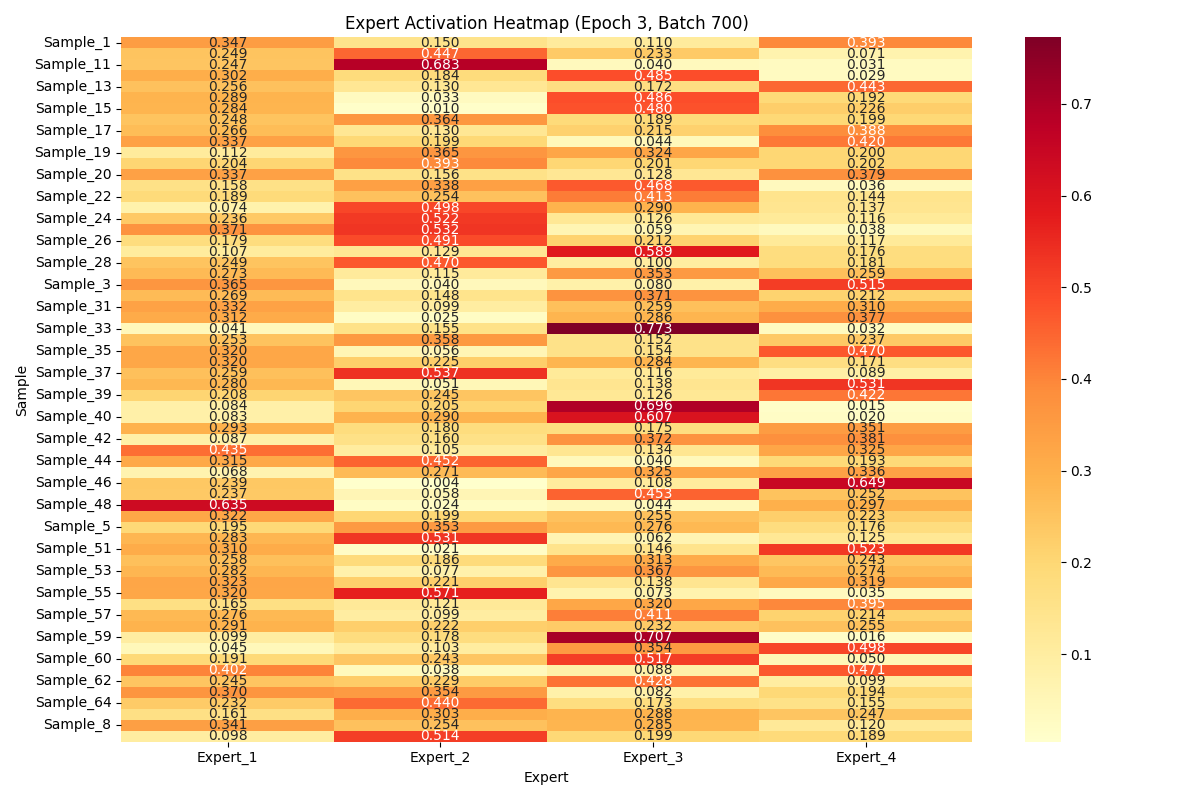 Expert Activation Heatmap (Epoch 3, Batch 700)
Sample_1 0.347 0.150 0.110 0.393
0.249 0.447 0.233 0.071
Sample_11 0.247 0.683 0.040 0.031
0.302 0.184 0.485 0.029
Sample_13 0.256 0.130 0.172 0.443
0.289 0.033 0.486 0.192
Sample_15 0.284 0.010 0.480 0.226
0.248 0.364 0.189 0.199
Sample_17 0.266 0.130 0.215 0.388
0.337 0.199 0.044 0.420
Sample_19 0.112 0.365 0.324 0.200
0.204 0.393 0.201 0.202
Sample_20 0.337 0.156 0.128 0.379
0.158 0.338 0.468 0.036
Sample_22 0.189 0.254 0.413 0.144
0.074 0.498 0.290 0.137
Sample_24 0.236 0.522 0.126 0.116
0.371 0.532 0.059 0.038
Sample_26 0.179 0.491 0.212 0.117
0.107 0.129 0.589 0.176
Sample_28 0.249 0.470 0.100 0.181
0.273 0.115 0.353 0.259
Sample_3 0.365 0.040 0.080 0.515
0.269 0.148 0.371 0.212
Sample_31 0.332 0.099 0.259 0.310
0.312 0.025 0.286 0.377
Sample_33 0.041 0.155 0.773 0.032
0.253 0.358 0.152 0.237
Sample_35 0.320 0.056 0.154 0.470
0.320 0.225 0.284 0.171
Sample_37 0.259 0.537 0.116 0.089
0.280 0.051 0.138 0.531
Sample_39 0.208 0.245 0.126 0.422
0.084 0.205 0.696 0.015
Sample_40 0.083 0.290 0.607 0.020
0.293 0.180 0.175 0.351
Sample_42 0.087 0.160 0.372 0.381
0.435 0.105 0.134 0.325
Sample_44 0.315 0.452 0.040 0.193
0.068 0.271 0.325 0.336
Sample_46 0.239 0.004 0.108 0.649
0.237 0.058 0.453 0.252
Sample_48 0.635 0.024 0.044 0.297
0.322 0.199 0.255 0.223
Sample_5 0.195 0.353 0.276 0.176
0.283 0.531 0.062 0.125
Sample_51 0.310 0.021 0.146 0.523
0.258 0.186 0.313 0.243
Sample_53 0.282 0.077 0.367 0.274
0.323 0.221 0.138 0.319
Sample_55 0.320 0.571 0.073 0.035
0.165 0.121 0.320 0.395
Sample_57 0.276 0.099 0.411 0.214
0.291 0.222 0.232 0.255
Sample_59 0.099 0.178 0.707 0.016
0.045 0.103 0.354 0.498
Sample_60 0.191 0.243 0.517 0.050
0.402 0.038 0.088 0.471
Sample_62 0.245 0.229 0.428 0.099
0.370 0.354 0.082 0.194
Sample_64 0.232 0.440 0.173 0.155
0.161 0.303 0.288 0.247
Sample_8 0.341 0.254 0.285 0.120
0.098 0.514 0.199 0.189
Expert_1 Expert_2 Expert_3 Expert_4
Expert
Sample
0.7
0.6
0.5
0.4
0.3
0.2
0.1